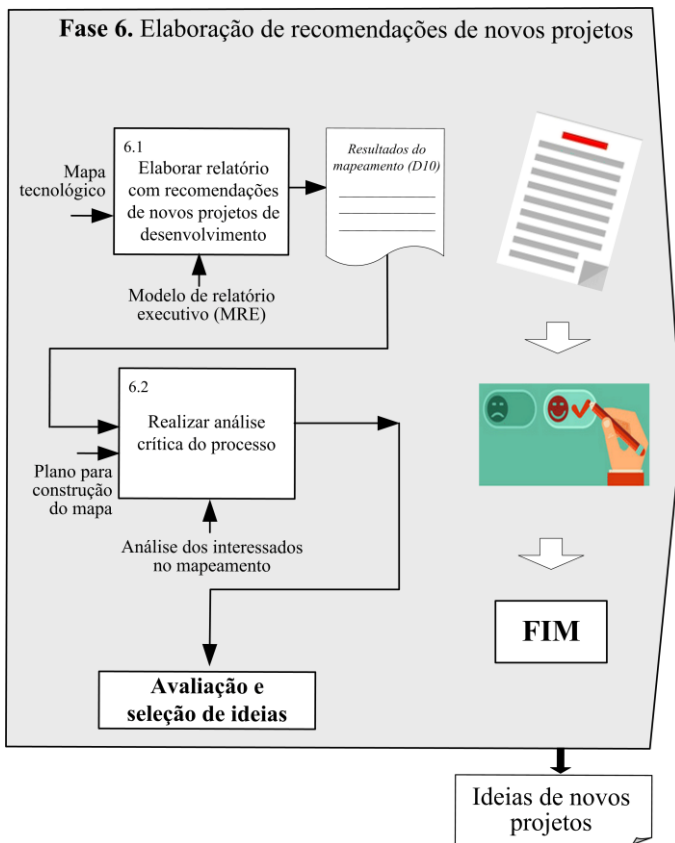 Fase 6. Elaboração de recomendações de novos projetos
6.1
Elaborar relatório
com recomendações
de novos projetos de
desenvolvimento
Mapa
tecnológico
Resultados do
mapeamento (D10)
Modelo de relatório
executivo (MRE)
6.2
Realizar análise
crítica do processo
Plano para
construção
do mapa
Análise dos interessados
no mapeamento
Avaliação e
seleção de ideias
FIM
Ideias de novos
projetos